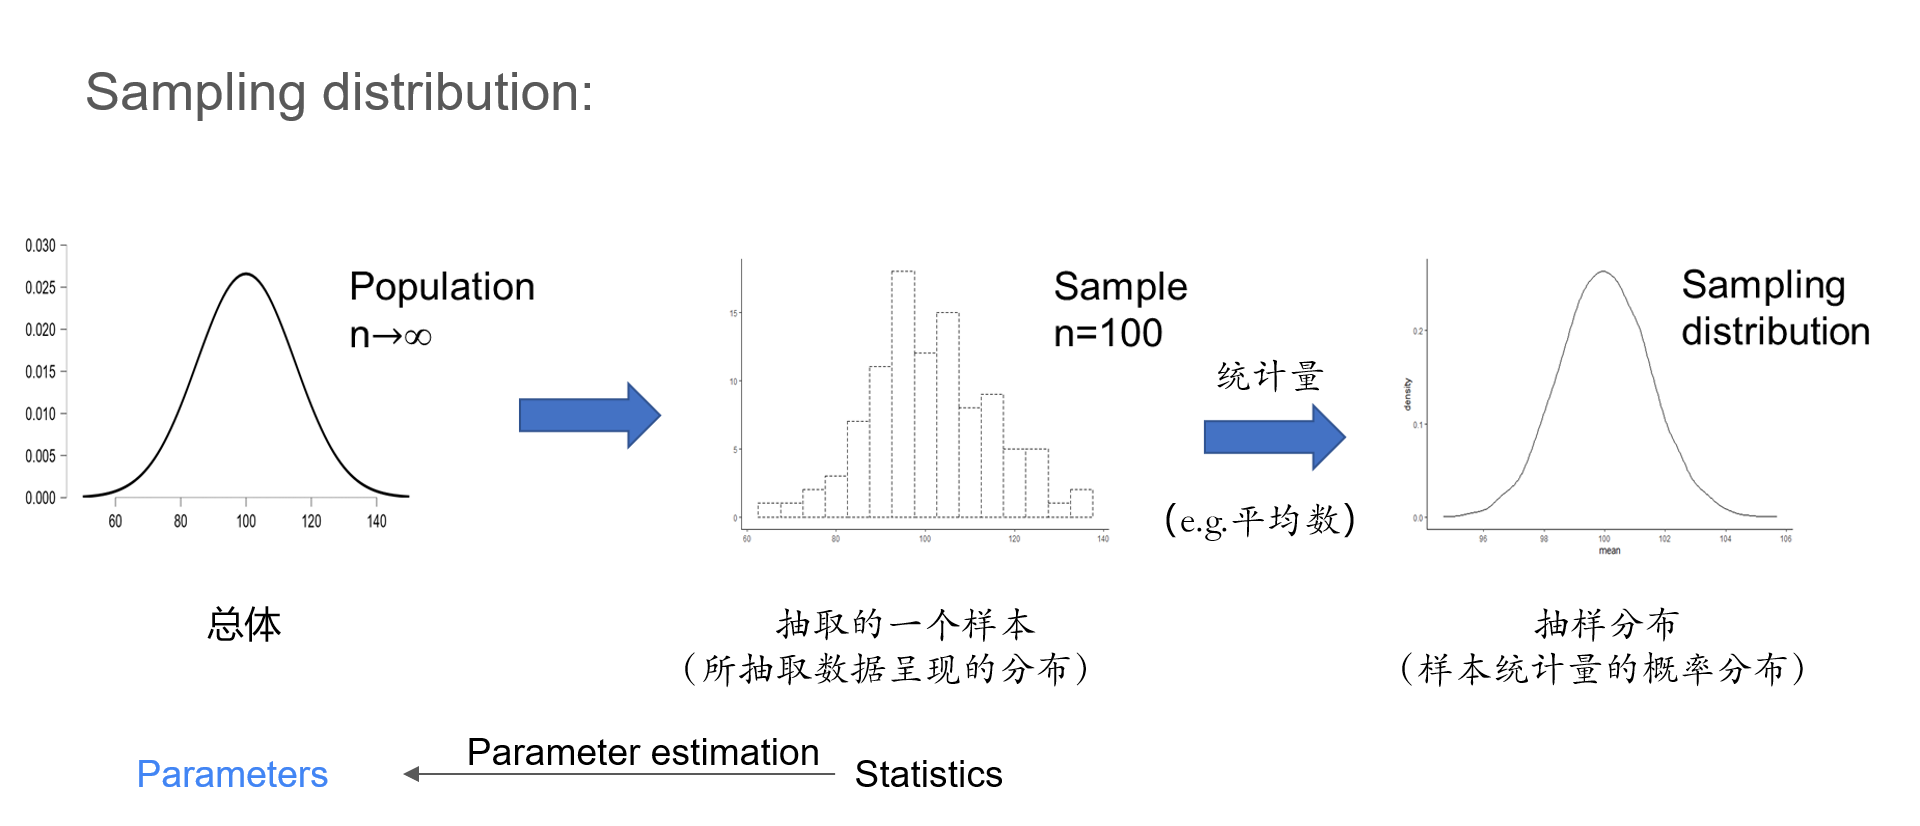 Sampling distribution:
0.030
0.025
0.020
0.015
0.010
0.005
0.000
60 80 100 120 140
Population
n→∞
15
10
5
0
60 80 100 120 140
Sample
n=100
统计量
(e.g.平均数)
density
0.2
0.1
0.0
96 98 100 102 104 106
mean
Sampling
distribution
总体
抽取的一个样本
（所抽取数据呈现的分布）
抽样分布
（样本统计量的概率分布）
Parameters
Parameter estimation
Statistics